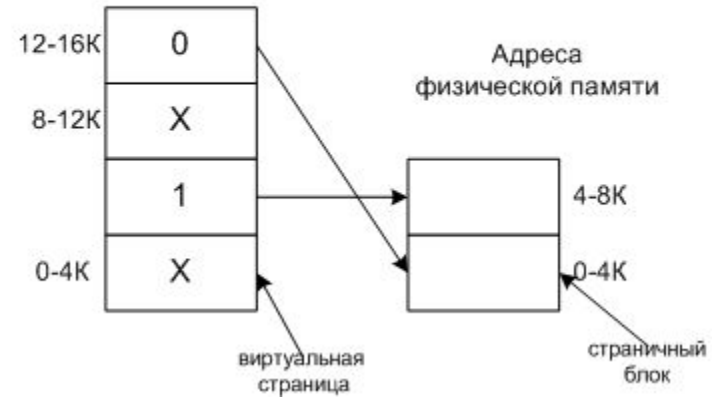 12-16К
0
Адреса
физической памяти
8-12К
X
1
4-8К
0-4К
X
0-4К
виртуальная
страница
страничный
блок